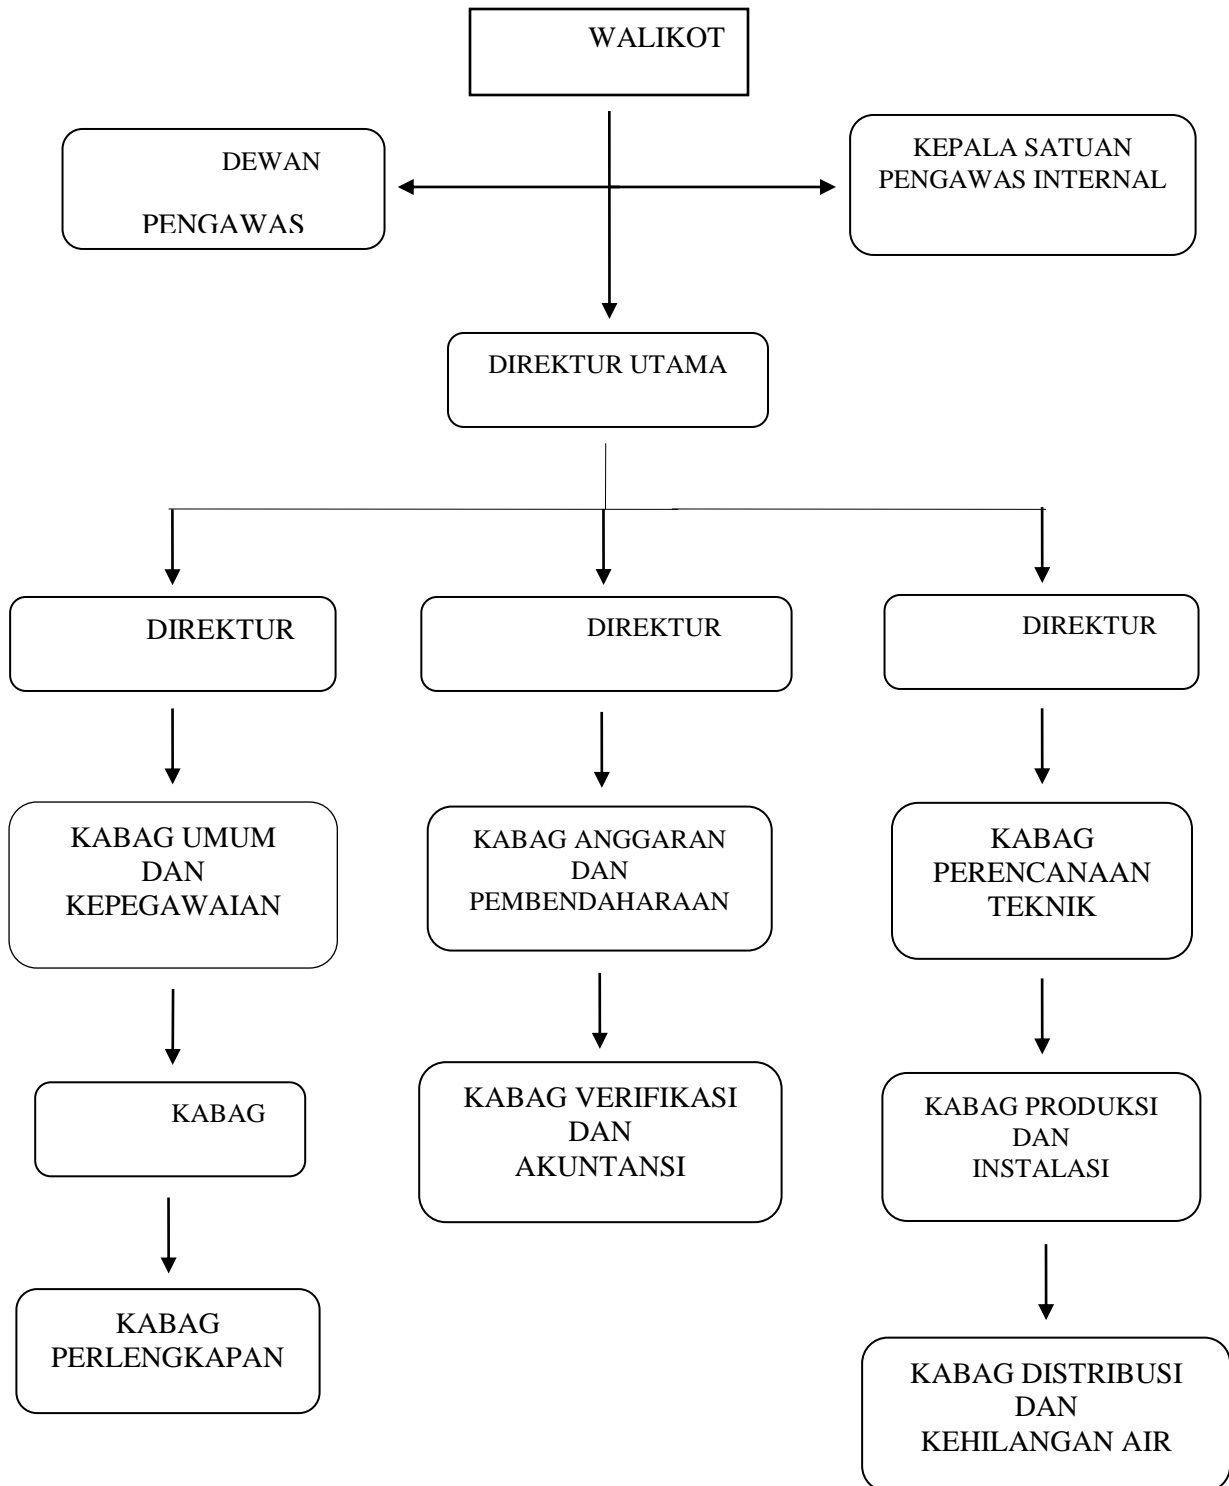 WALIKOT
DEWAN
PENGAWAS
KEPALA SATUAN
PENGAWAS INTERNAL
DIREKTUR UTAMA
DIREKTUR
DIREKTUR
DIREKTUR
KABAG UMUM
DAN
KEPEGAWAIAN
KABAG ANGGARAN
DAN
PEMBENDAHARAAN
KABAG
PERENCANAAN
TEKNIK
KABAG
KABAG VERIFIKASI
DAN
AKUNTANSI
KABAG PRODUKSI
DAN
INSTALASI
KABAG
PERLENGKAPAN
KABAG DISTRIBUSI
DAN
KEHILANGAN AIR